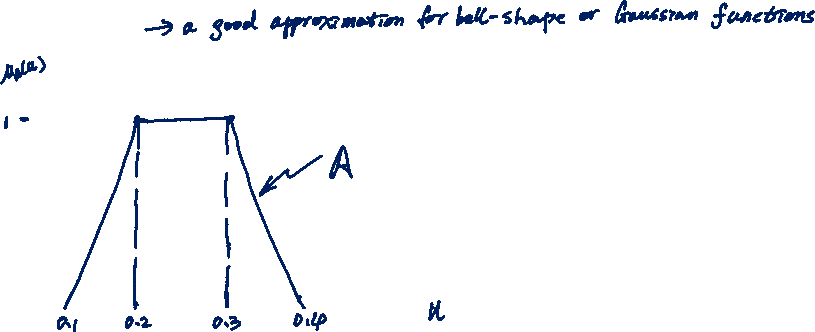 → a good approximation for bell-shape or Gaussian functions
μA(x)
1
A
0.1 0.2 0.3 0.4 x